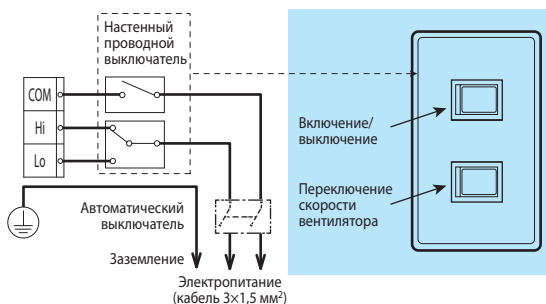 Настенный
проводной
выключатель
COM
Hi
Lo
Автоматический
выключатель
Заземление
Электропитание
(кабель 3×1,5 мм²)
Включение/
выключение
Переключение
скорости
вентилятора